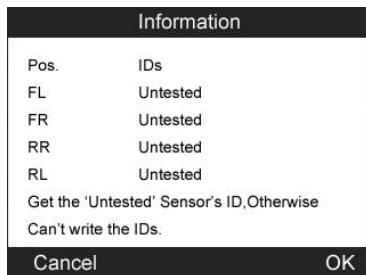 Information
Pos. IDs
FL Untested
FR Untested
RR Untested
RL Untested
Get the ‘Untested’ Sensor's ID,Otherwise
Can't write the IDs.
Cancel OK